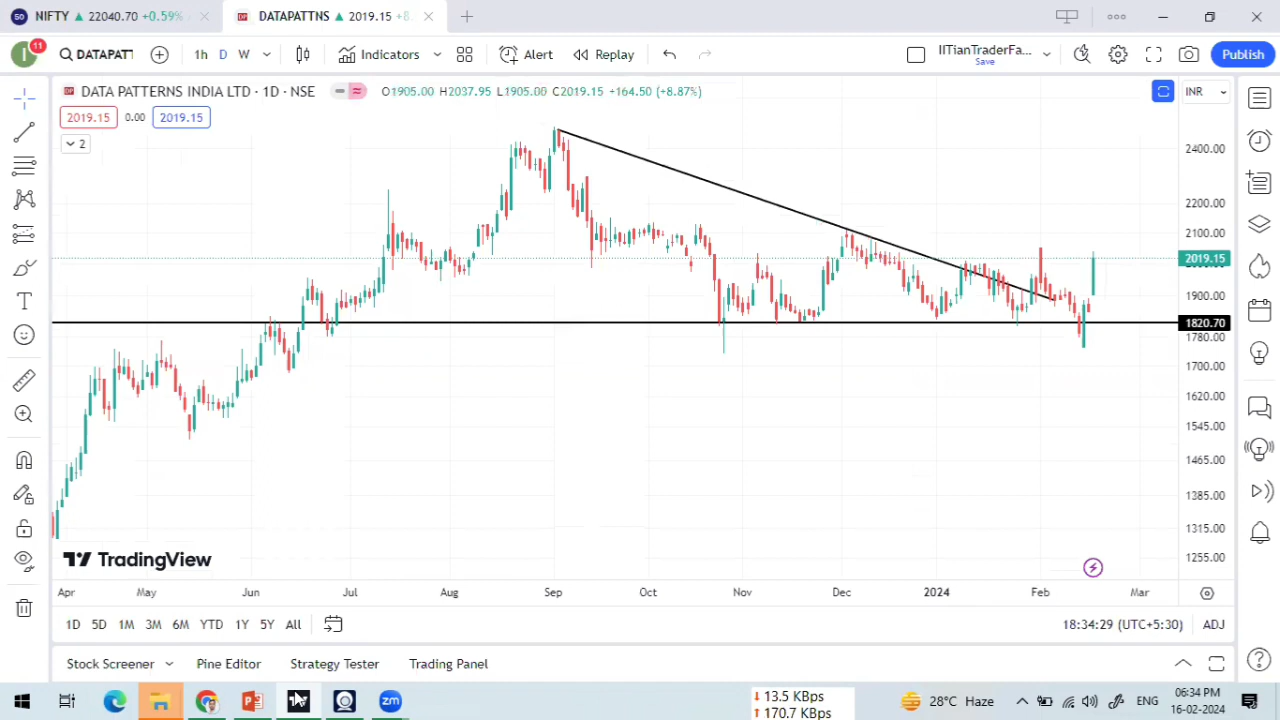 NIFTY ▲ 22040.70 +0.59%
DATAPATTNS ▲ 2019.15 +8.
11
DATAPATT
1h D W
Indicators
Alert
Replay
IITianTraderFa...
Save
Publish
DATA PATTERNS INDIA LTD · 1D · NSE
O1905.00 H2037.95 L1905.00 C2019.15 +164.50 (+8.87%)
INR
2019.15 0.00 2019.15
2
2400.00
2200.00
2100.00
2019.15
1900.00
1820.70
1780.00
1700.00
1620.00
1545.00
1465.00
1385.00
1315.00
1255.00
TradingView
Apr May Jun Jul Aug Sep Oct Nov Dec 2024 Feb Mar
1D 5D 1M 3M 6M YTD 1Y 5Y All
18:34:29 (UTC+5:30) ADJ
Stock Screener Pine Editor Strategy Tester Trading Panel
zm
13.5 KBps
170.7 KBps
28°C Haze
ENG
06:34 PM
16-02-2024